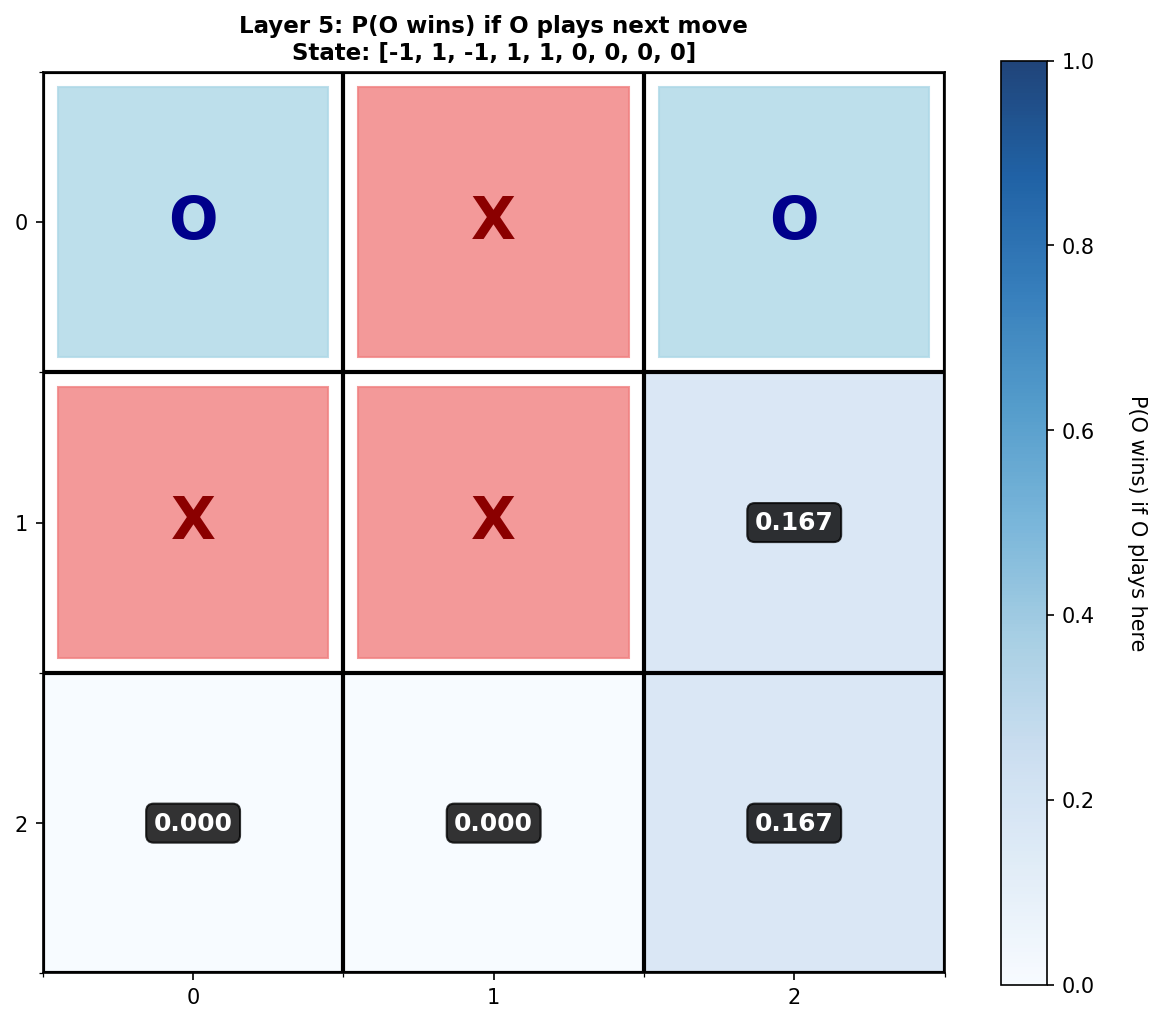 Layer 5: P(O wins) if O plays next move
State: [-1, 1, -1, 1, 1, 0, 0, 0, 0]
O X O
X X 0.167
0.000 0.000 0.167
0
1
2
0 1 2
1.0
0.8
0.6
0.4
0.2
0.0
P(O wins) if O plays here